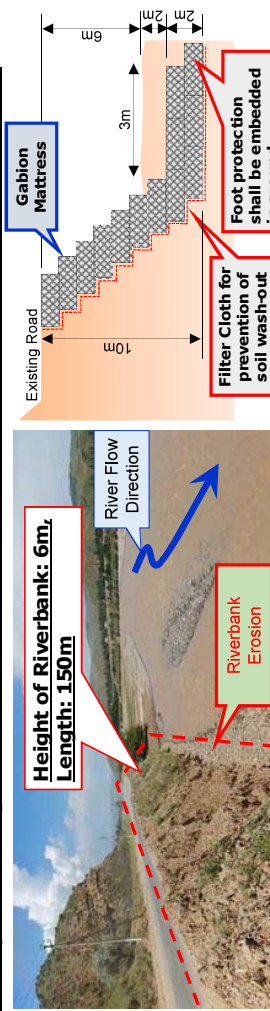 Height of Riverbank: 6m,
Length: 150m
River Flow
Direction
Riverbank
Erosion
Existing Road
Gabion
Mattress
6m
2m
2m
3m
10m
Filter Cloth for
prevention of
soil wash-out
Foot protection
shall be embedded